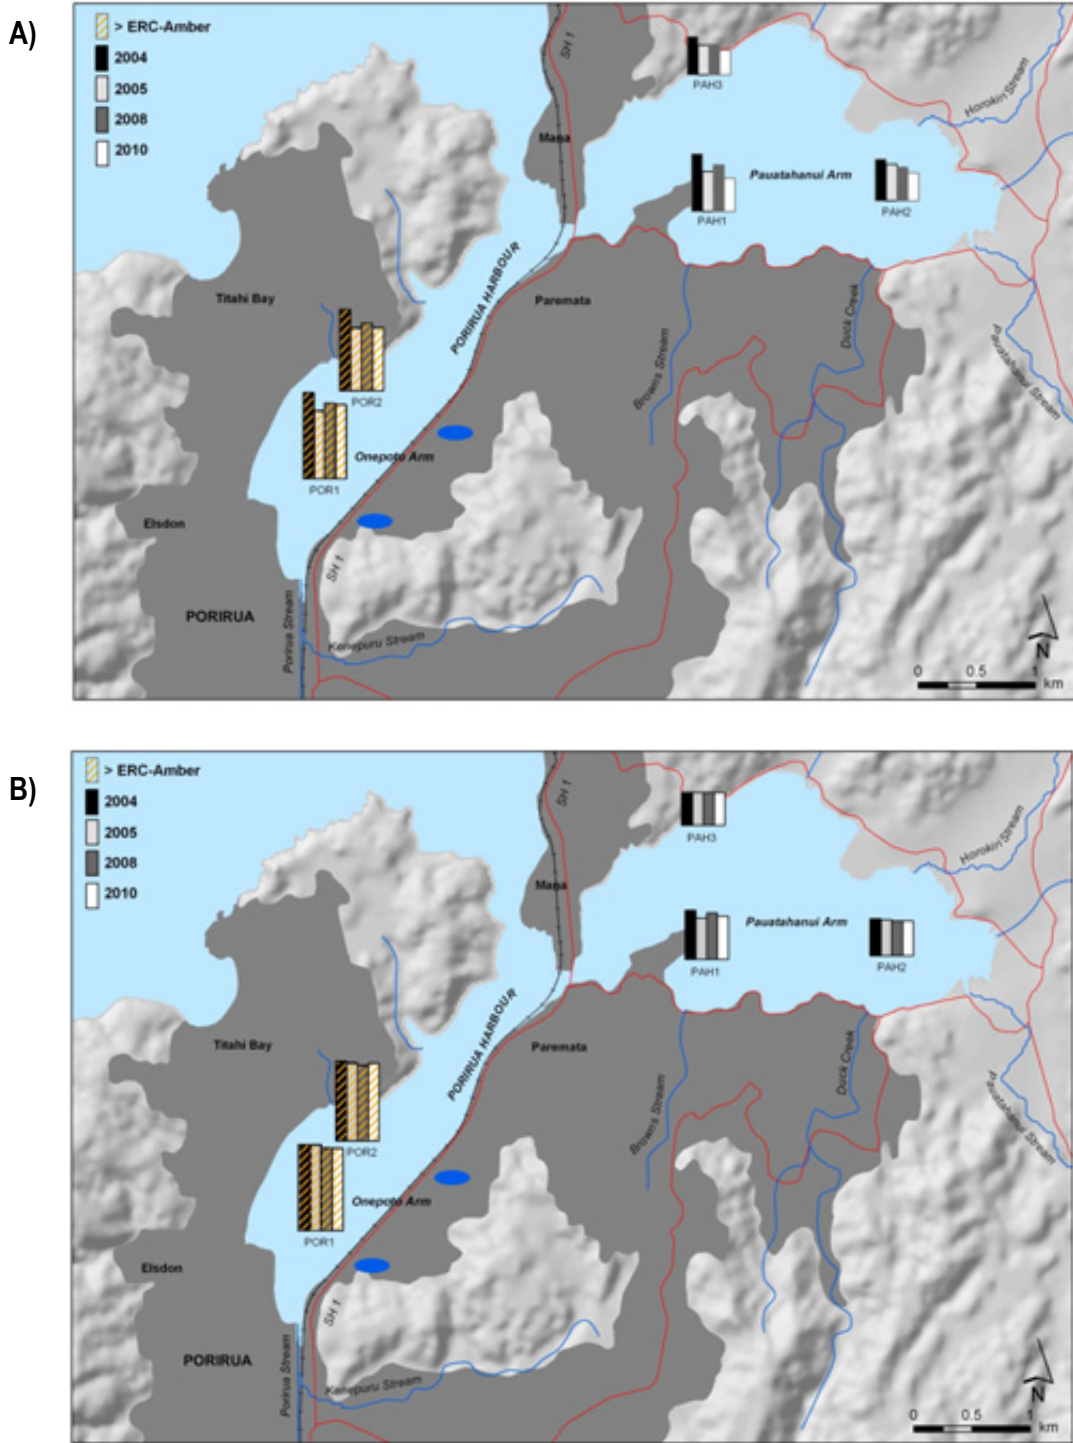 A)
> ERC-Amber
2004
2005
2008
2010
SH 1
PAH3
Horokiri Stream
Mana
Pauatahanui Arm
PAH1
PAH2
PORIRUA HARBOUR
Titahi Bay
Paremata
Duck Creek
Browns Stream
Pauatahanui Stream
POR2
Onepoto Arm
POR1
Elsdon
SH 1
PORIRUA
Porirua Stream
Kenepuru Stream
N
0 0.5 1
km
B)
> ERC-Amber
2004
2005
2008
2010
SH 1
PAH3
Horokiri Stream
Mana
Pauatahanui Arm
PAH1
PAH2
PORIRUA HARBOUR
Titahi Bay
Paremata
Duck Creek
Browns Stream
Pauatahanui Stream
POR2
Onepoto Arm
POR1
Elsdon
SH 1
PORIRUA
Porirua Stream
Kenepuru Stream
N
0 0.5 1
km